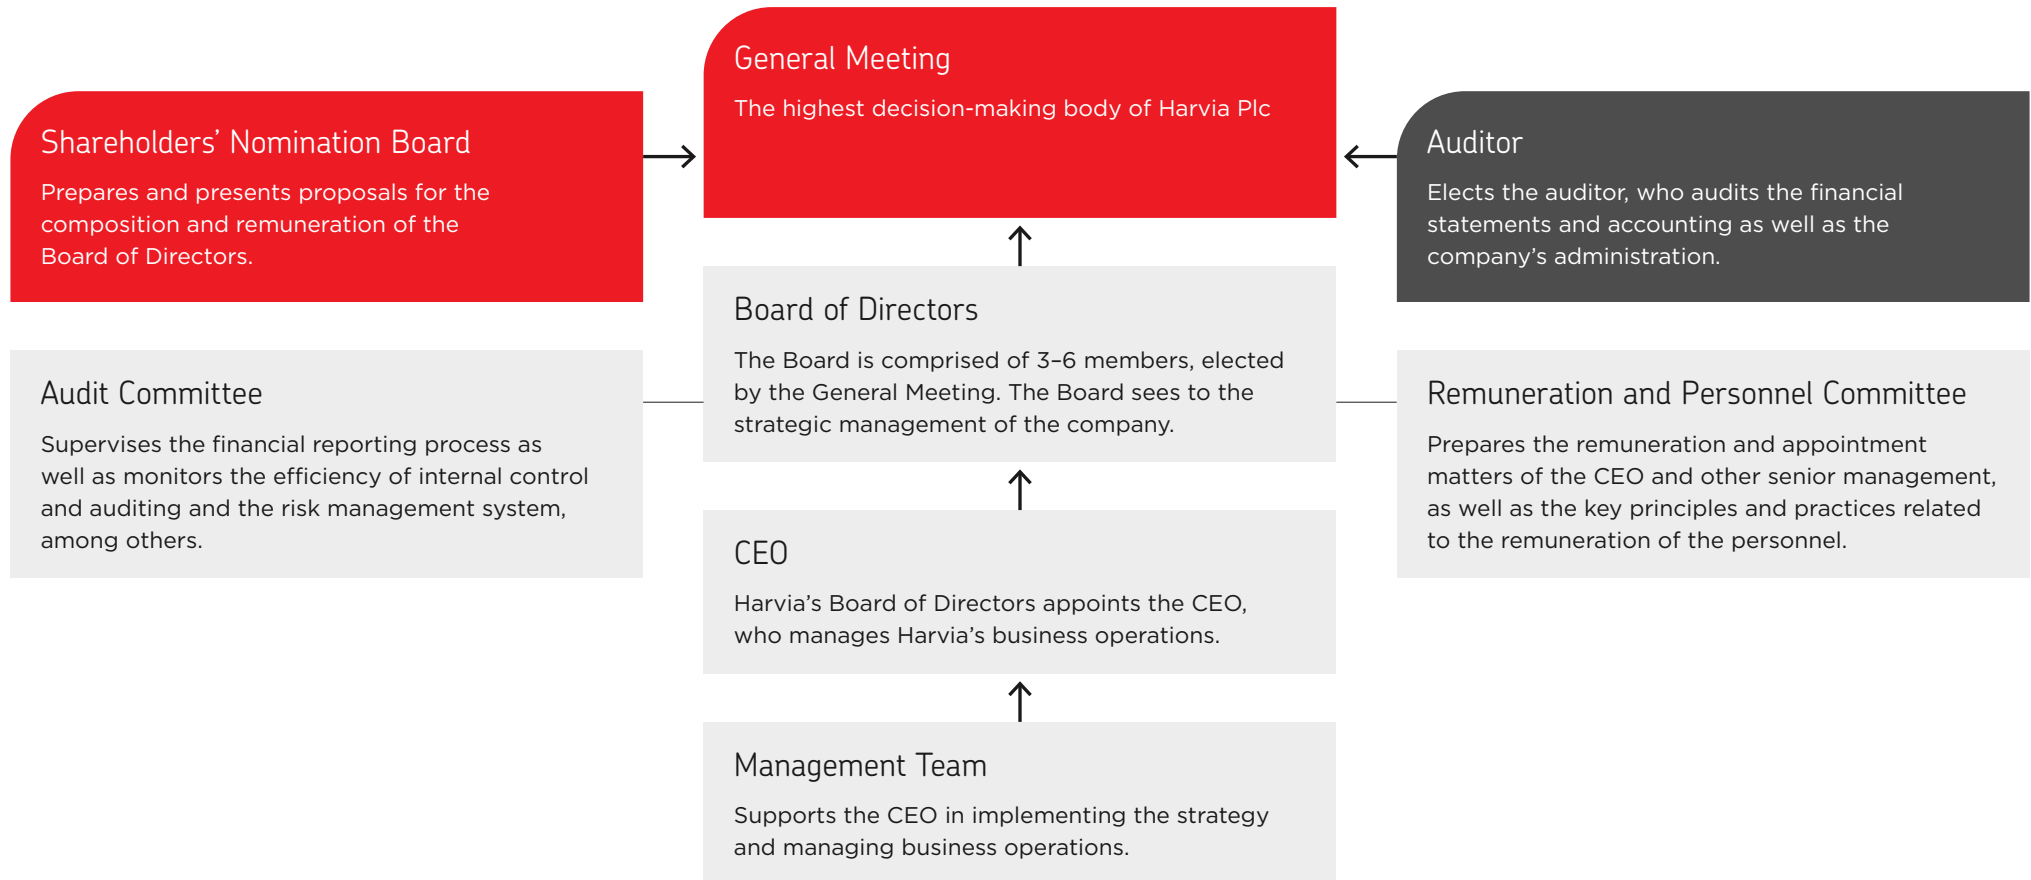 General Meeting
The highest decision-making body of Harvia Plc
Shareholders’ Nomination Board
Prepares and presents proposals for the
composition and remuneration of the
Board of Directors.
Auditor
Elects the auditor, who audits the financial
statements and accounting as well as the
company’s administration.
Board of Directors
The Board is comprised of 3–6 members, elected
by the General Meeting. The Board sees to the
strategic management of the company.
Audit Committee
Supervises the financial reporting process as
well as monitors the efficiency of internal control
and auditing and the risk management system,
among others.
Remuneration and Personnel Committee
Prepares the remuneration and appointment
matters of the CEO and other senior management,
as well as the key principles and practices related
to the remuneration of the personnel.
CEO
Harvia’s Board of Directors appoints the CEO,
who manages Harvia’s business operations.
Management Team
Supports the CEO in implementing the strategy
and managing business operations.